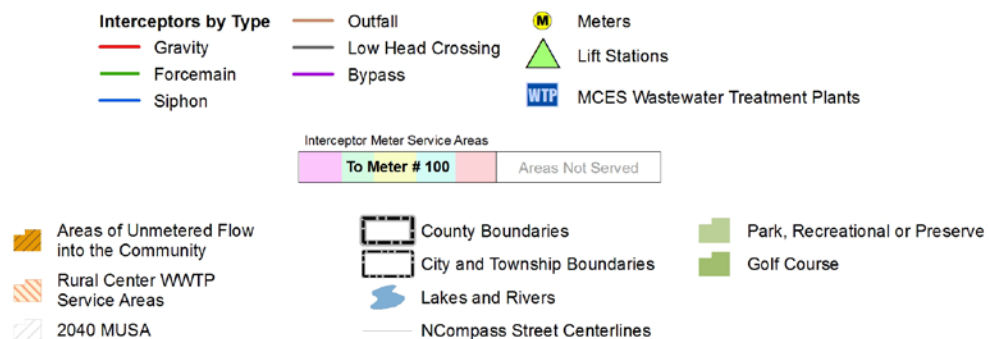 Interceptors by Type
Gravity
Forcemain
Siphon
Outfall
Low Head Crossing
Bypass
M Meters
Lift Stations
WTP MCES Wastewater Treatment Plants
Interceptor Meter Service Areas
To Meter # 100
Areas Not Served
Areas of Unmetered Flow
into the Community
Rural Center WWTP
Service Areas
2040 MUSA
County Boundaries
City and Township Boundaries
Lakes and Rivers
NCompass Street Centerlines
Park, Recreational or Preserve
Golf Course